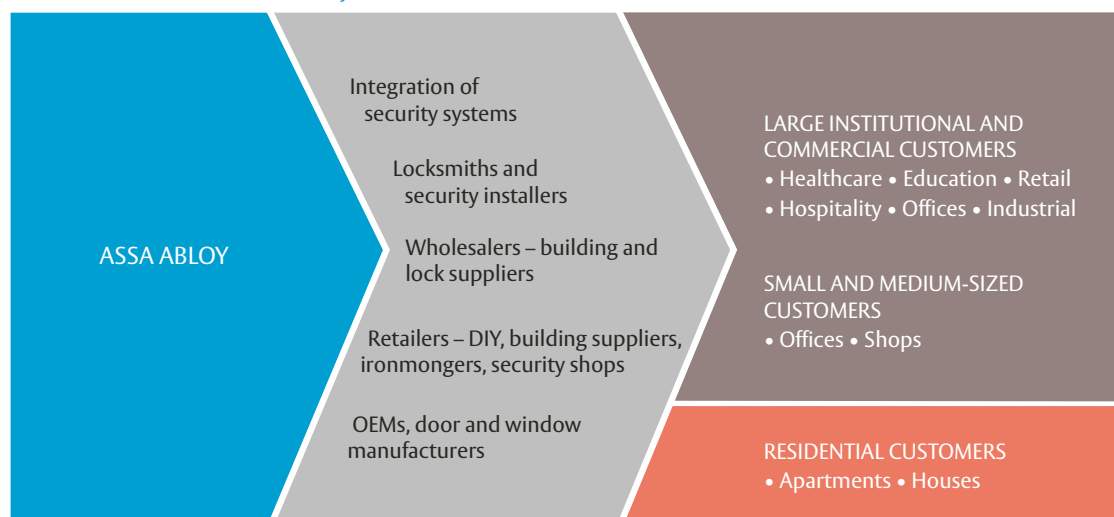 ASSA ABLOY
Integration of
security systems
Locksmiths and
security installers
Wholesalers – building and
lock suppliers
Retailers – DIY, building suppliers,
ironmongers, security shops
OEMs, door and window
manufacturers
LARGE INSTITUTIONAL AND
COMMERCIAL CUSTOMERS
• Healthcare • Education • Retail
• Hospitality • Offices • Industrial
SMALL AND MEDIUM-SIZED
CUSTOMERS
• Offices • Shops
RESIDENTIAL CUSTOMERS
• Apartments • Houses